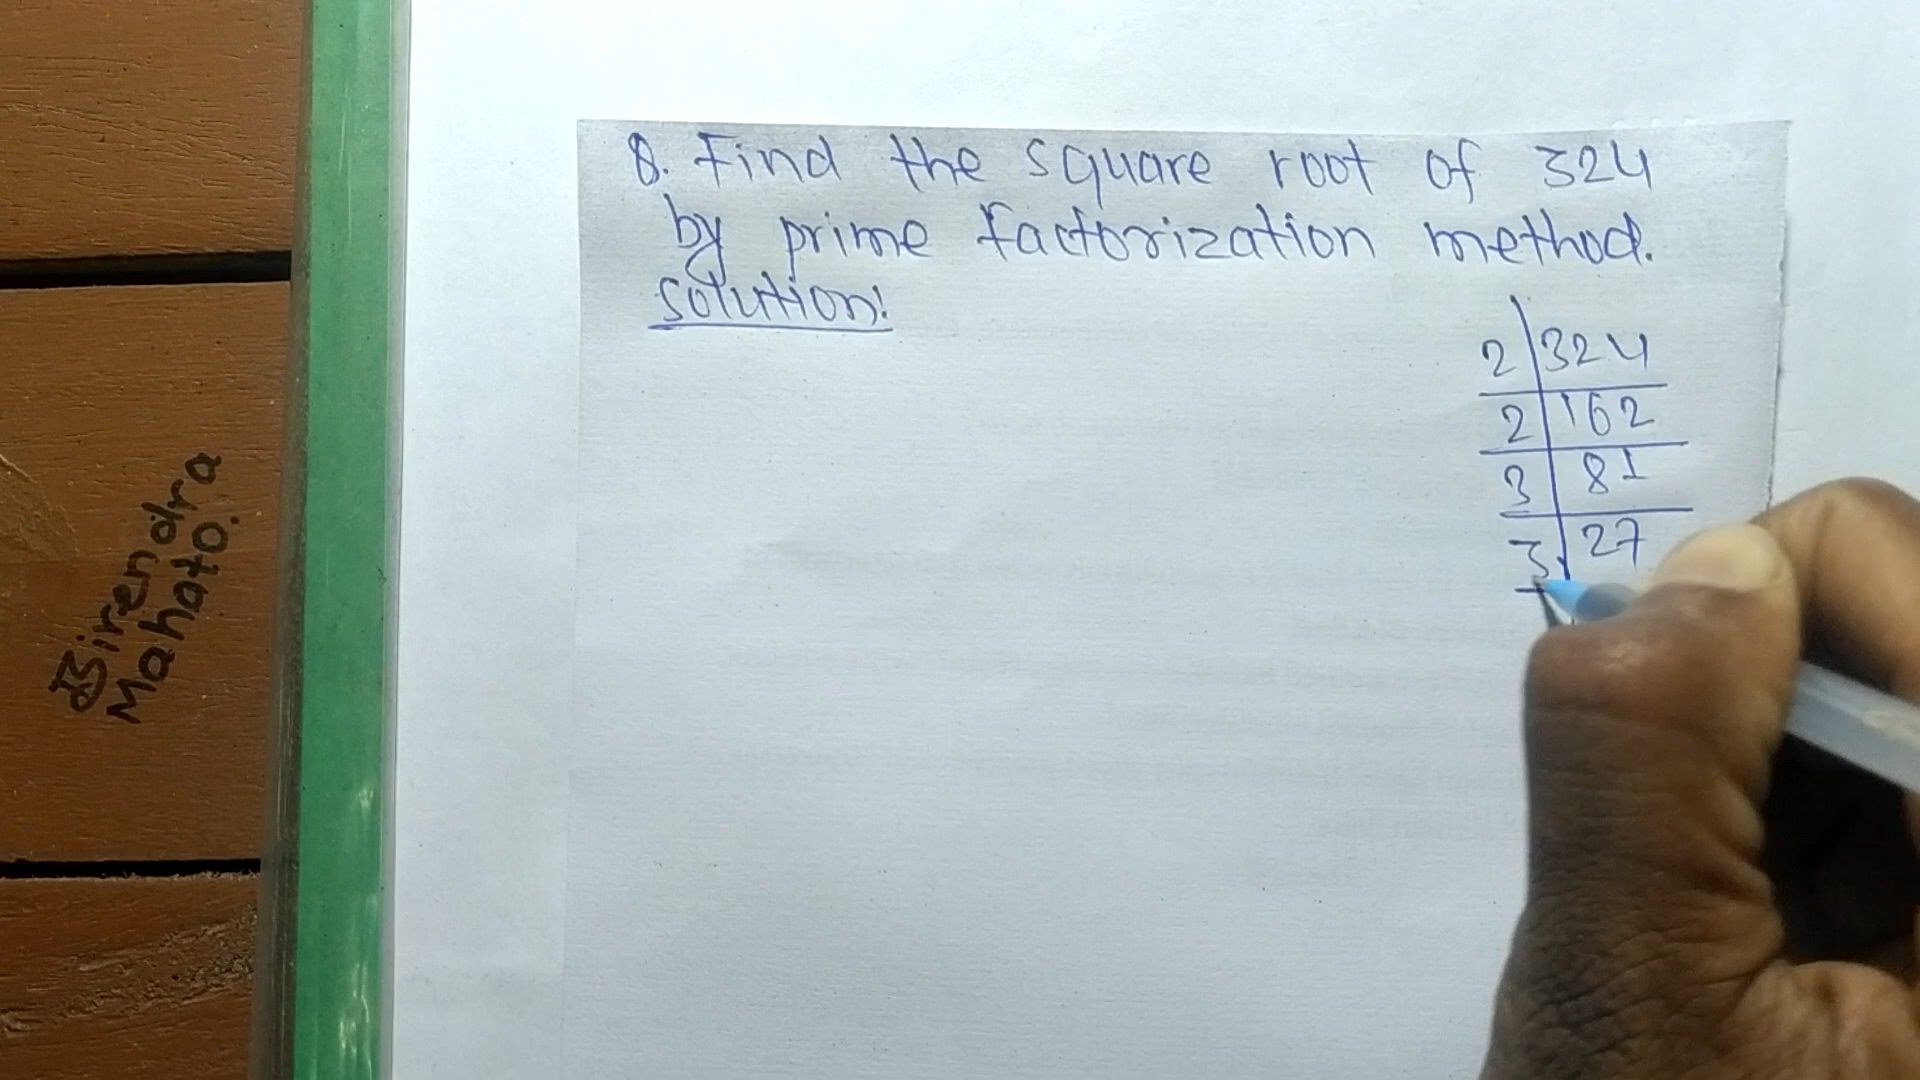 Q. Find the square root of 324
by prime factorization method.
Solution:
2 | 324
2 | 162
3 | 81
3 | 27
Birendra
Mahato.